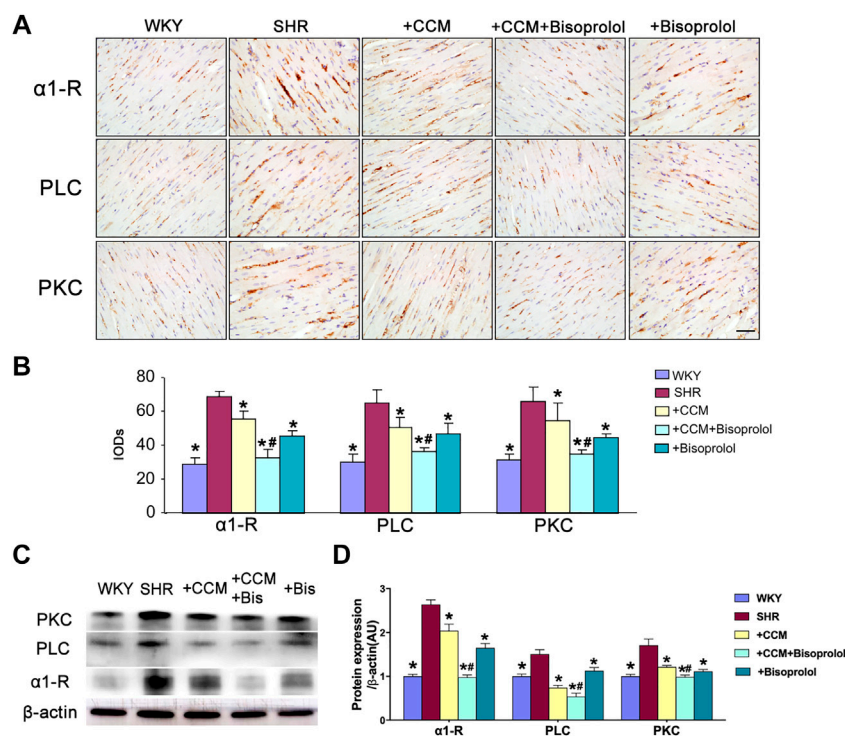 A
WKY SHR +CCM +CCM+Bisoprolol +Bisoprolol
α1-R
PLC
PKC
B
80
60
40
20
0
IODs
* * *# *
* * *# *
* * *# *
α1-R PLC PKC
WKY
SHR
+CCM
+CCM+Bisoprolol
+Bisoprolol
C
WKY SHR +CCM +CCM +Bis
+Bis
PKC
PLC
α1-R
β-actin
D
Protein expression
/β-actin(AU)
3
2
1
0
* * *# *
* * *# *
* * *# *
α1-R PLC PKC
WKY
SHR
+CCM
+CCM+Bisoprolol
+Bisoprolol